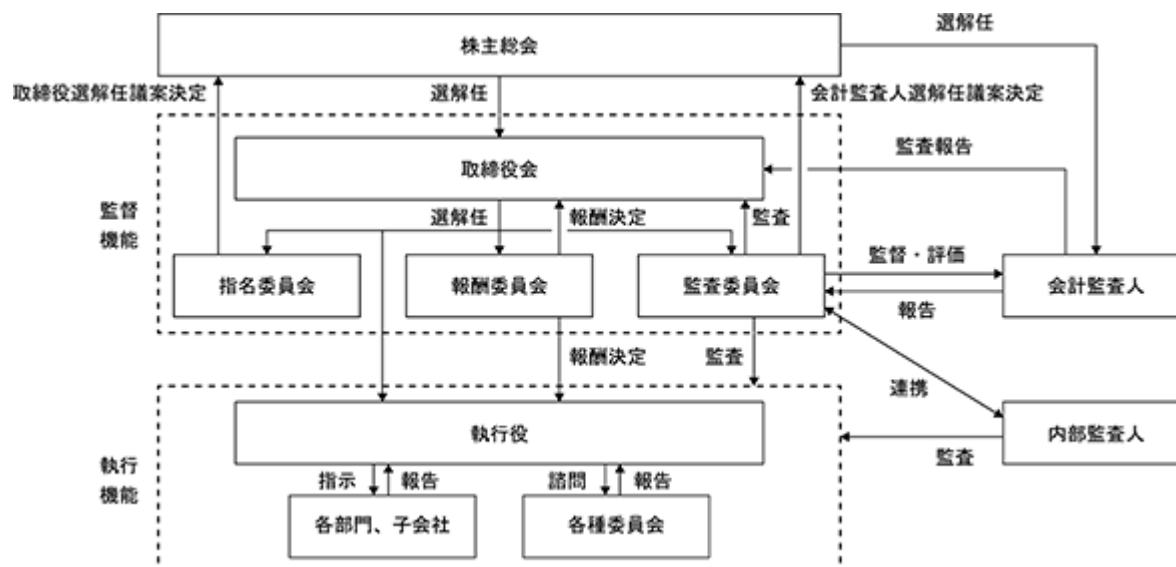 選解任
株主総会
取締役選解任議案決定
選解任
会計監査人選解任議案決定
監査報告
取締役会
監督
機能
選解任
報酬決定
監査
監督・評価
指名委員会
報酬委員会
監査委員会
会計監査人
報告
報酬決定
監査
連携
執行役
内部監査人
監査
執行
機能
指示
報告
諮問
報告
各部門、子会社
各種委員会